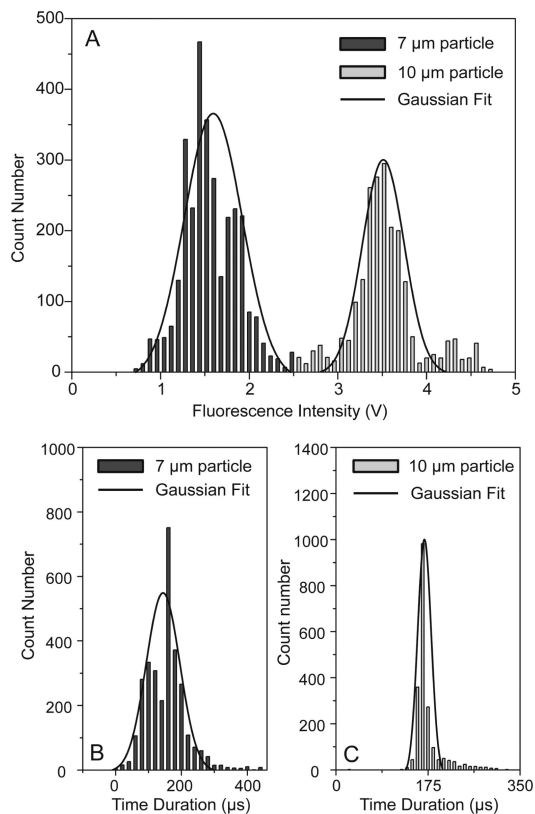 A
7 μm particle
10 μm particle
Gaussian Fit
Count Number
500
400
300
200
100
0
0 1 2 3 4 5
Fluorescence Intensity (V)
7 μm particle
Gaussian Fit
Count Number
1000
800
600
400
200
0
B
0 200 400
Time Duration (μs)
10 μm particle
Gaussian Fit
Count number
1400
1200
1000
800
600
400
200
0
C
0 175 350
Time Duration (μs)